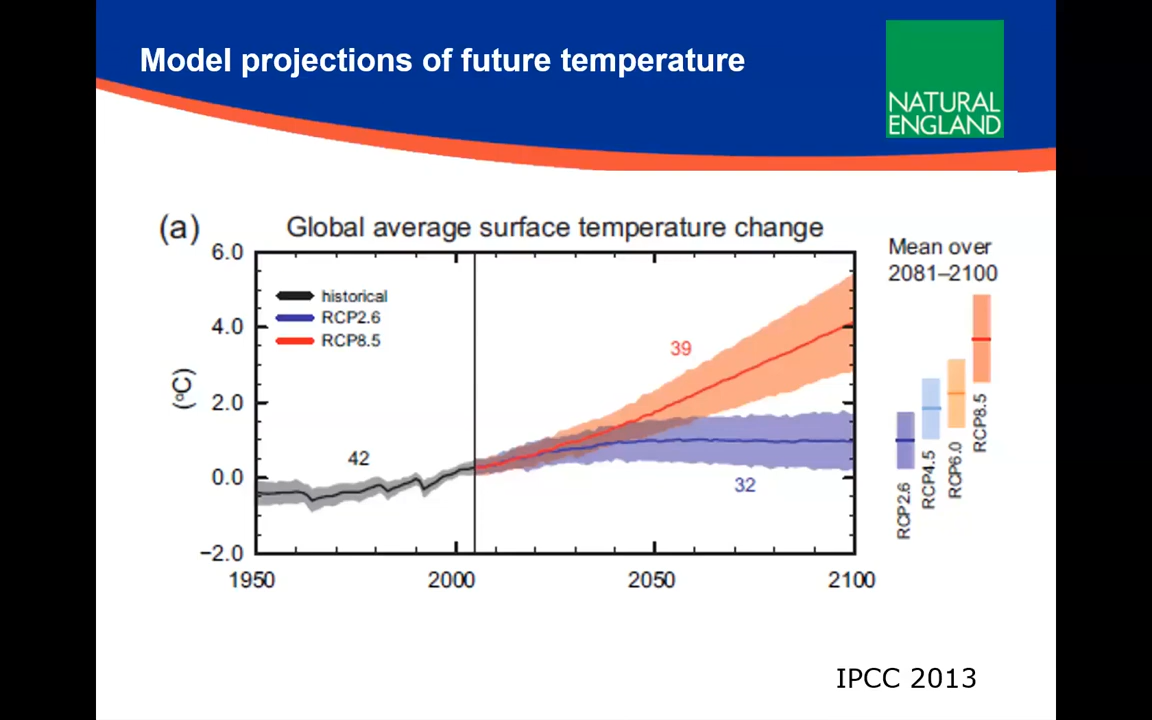 Model projections of future temperature
NATURAL
ENGLAND
(a)
Global average surface temperature change
6.0
4.0
2.0
0.0
−2.0
(°C)
historical
RCP2.6
RCP8.5
42
39
32
1950
2000
2050
2100
Mean over
2081–2100
RCP2.6
RCP4.5
RCP6.0
RCP8.5
IPCC 2013